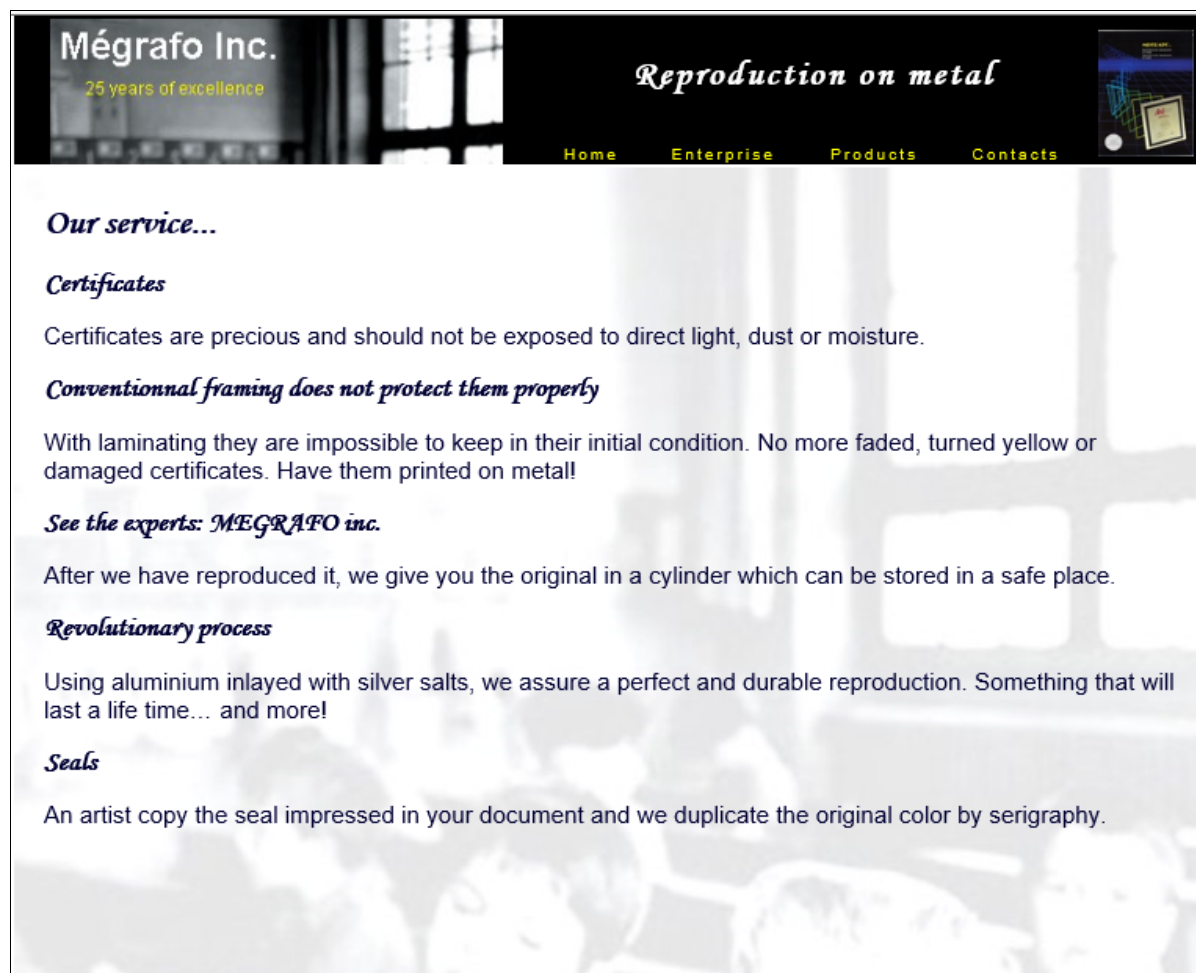 Mégrafo Inc.
25 years of excellence
Reproduction on metal
Home Enterprise Products Contacts
Our service...
Certificates
Certificates are precious and should not be exposed to direct light, dust or moisture.
Conventionnal framing does not protect them properly
With laminating they are impossible to keep in their initial condition. No more faded, turned yellow or
damaged certificates. Have them printed on metal!
See the experts: MEGRAFO inc.
After we have reproduced it, we give you the original in a cylinder which can be stored in a safe place.
Revolutionary process
Using aluminium inlayed with silver salts, we assure a perfect and durable reproduction. Something that will
last a life time... and more!
Seals
An artist copy the seal impressed in your document and we duplicate the original color by serigraphy.